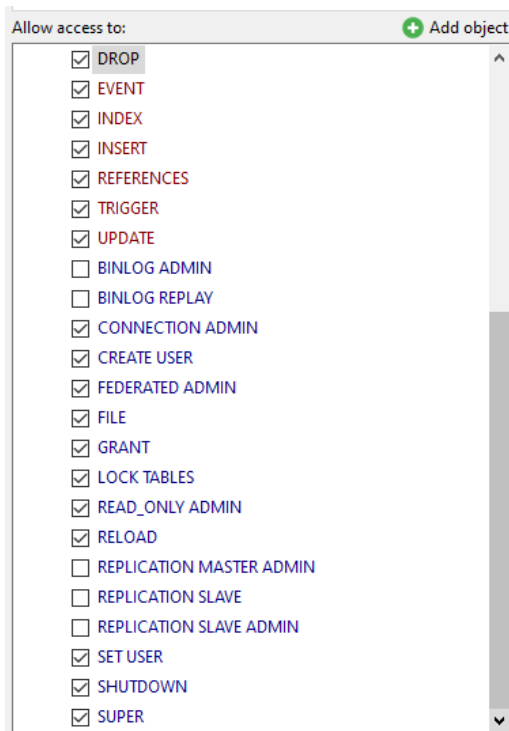 Allow access to: Add object
DROP
EVENT
INDEX
INSERT
REFERENCES
TRIGGER
UPDATE
BINLOG ADMIN
BINLOG REPLAY
CONNECTION ADMIN
CREATE USER
FEDERATED ADMIN
FILE
GRANT
LOCK TABLES
READ_ONLY ADMIN
RELOAD
REPLICATION MASTER ADMIN
REPLICATION SLAVE
REPLICATION SLAVE ADMIN
SET USER
SHUTDOWN
SUPER